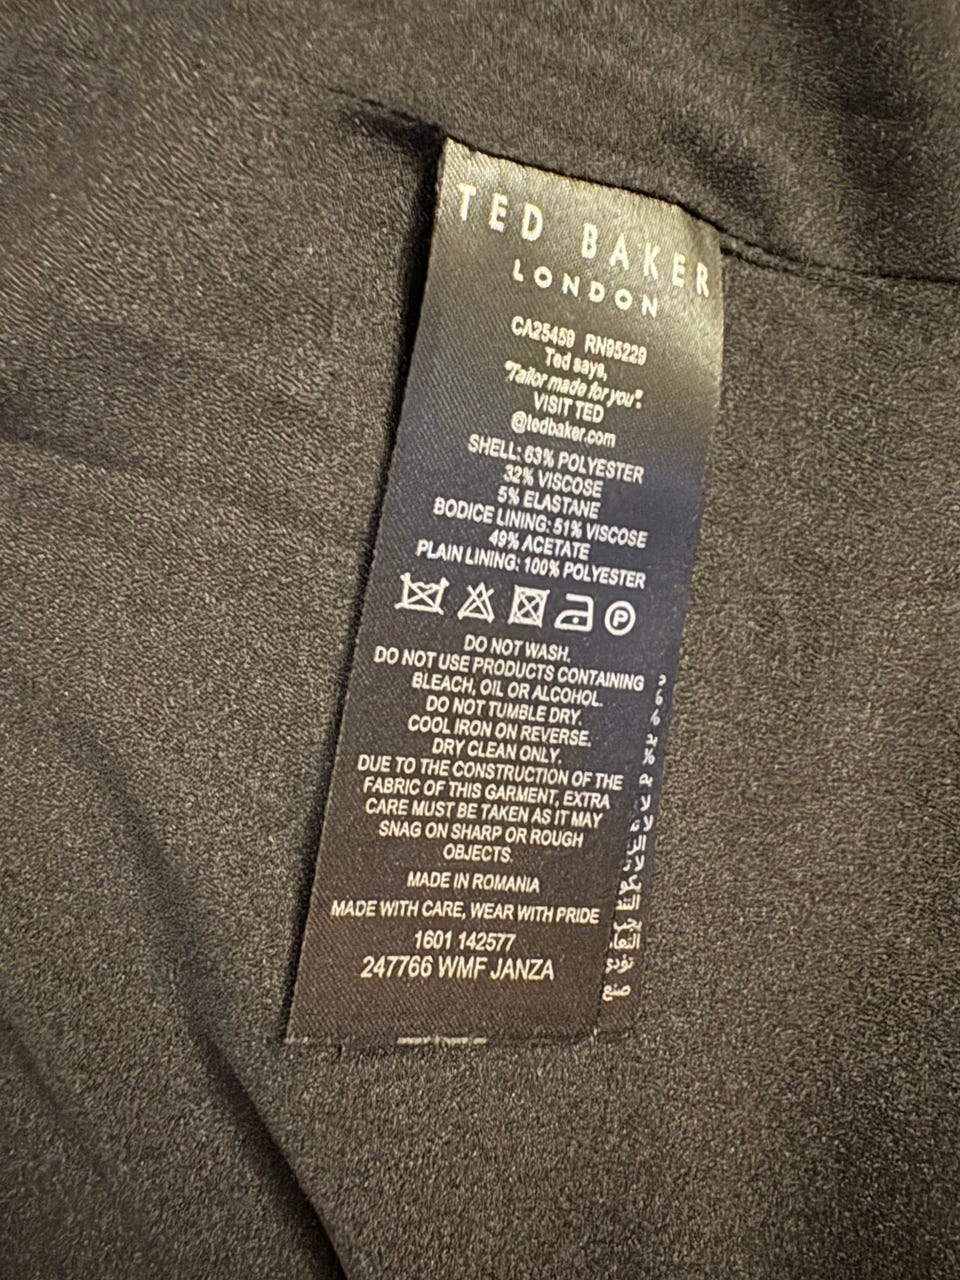 TED BAKER
LONDON
CA25459 RN95229
Ted says,
"Tailor made for you".
VISIT TED
@tedbaker.com
SHELL: 63% POLYESTER
32% VISCOSE
5% ELASTANE
BODICE LINING: 51% VISCOSE
49% ACETATE
PLAIN LINING: 100% POLYESTER
P
DO NOT WASH.
DO NOT USE PRODUCTS CONTAINING
BLEACH, OIL OR ALCOHOL.
DO NOT TUMBLE DRY.
COOL IRON ON REVERSE.
DRY CLEAN ONLY.
DUE TO THE CONSTRUCTION OF THE
FABRIC OF THIS GARMENT, EXTRA
CARE MUST BE TAKEN AS IT MAY
SNAG ON SHARP OR ROUGH
OBJECTS.
MADE IN ROMANIA
MADE WITH CARE, WEAR WITH PRIDE
1601 142577
247766 WMF JANZA
صنع